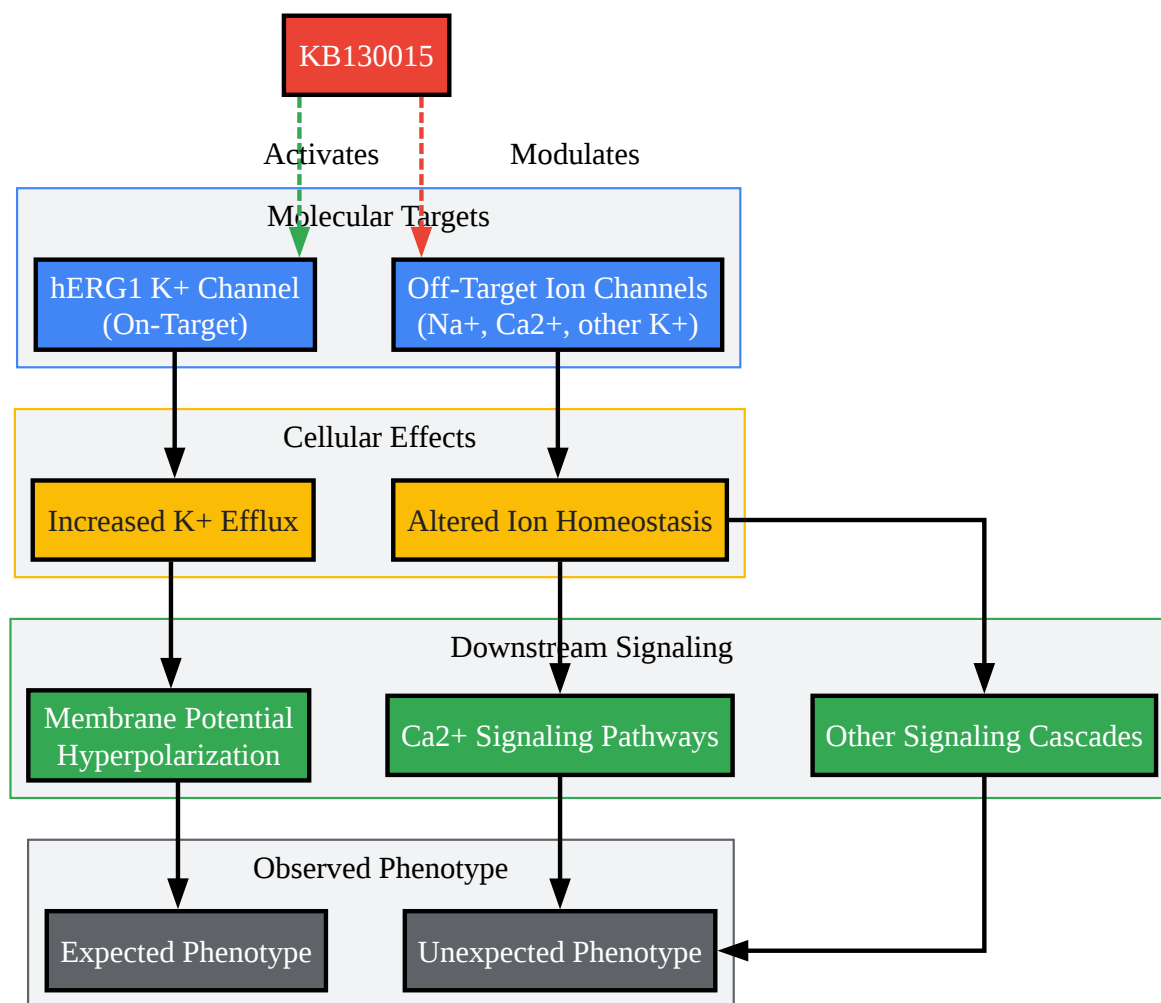 KB130015
Activates
Modulates
Molecular Targets
hERG1 K+ Channel
(On-Target)
Off-Target Ion Channels
(Na+, Ca2+, other K+)
Cellular Effects
Increased K+ Efflux
Altered Ion Homeostasis
Downstream Signaling
Membrane Potential
Hyperpolarization
Ca2+ Signaling Pathways
Other Signaling Cascades
Observed Phenotype
Expected Phenotype
Unexpected Phenotype